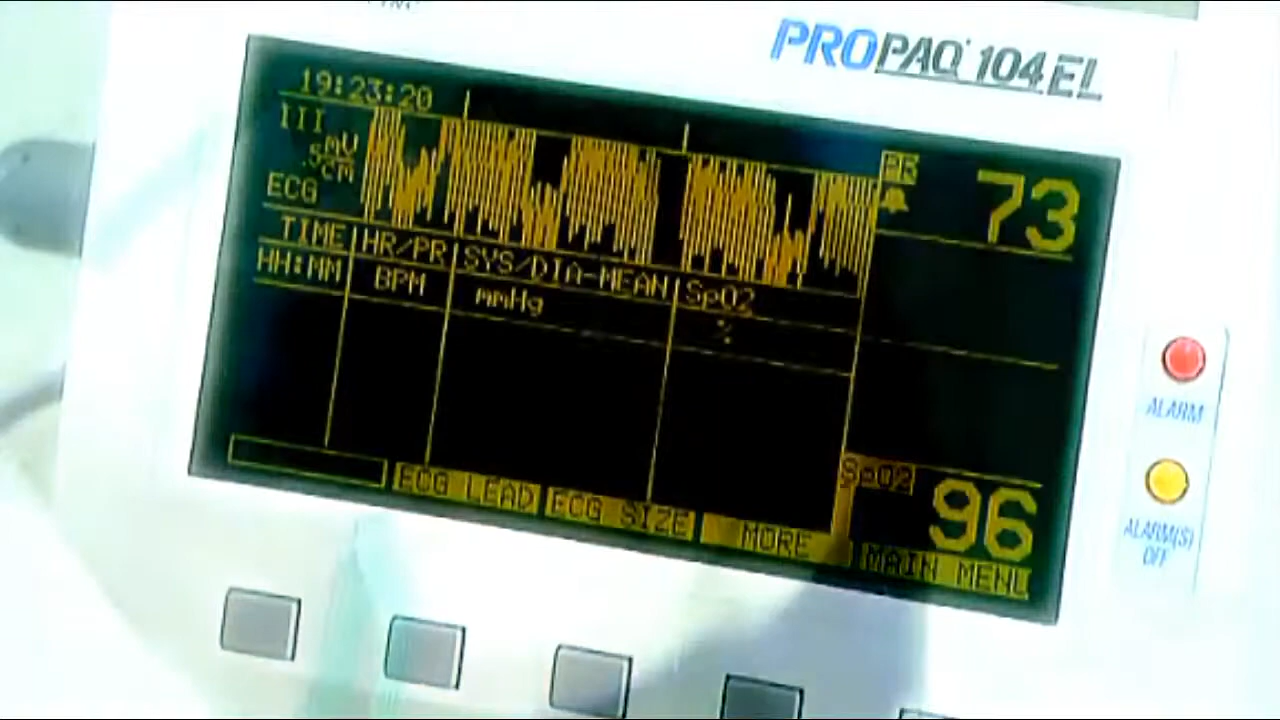 PROPAQ 104 EL
19:23:20
III
mV
.5
CM
ECG
PR
73
TIME HR/PR SYS/DIA-MEAN SpO2
HH:MM BPM mmHg %
SpO2
96
ECG LEAD ECG SIZE MORE MAIN MENU
ALARM
ALARM(S)
OFF